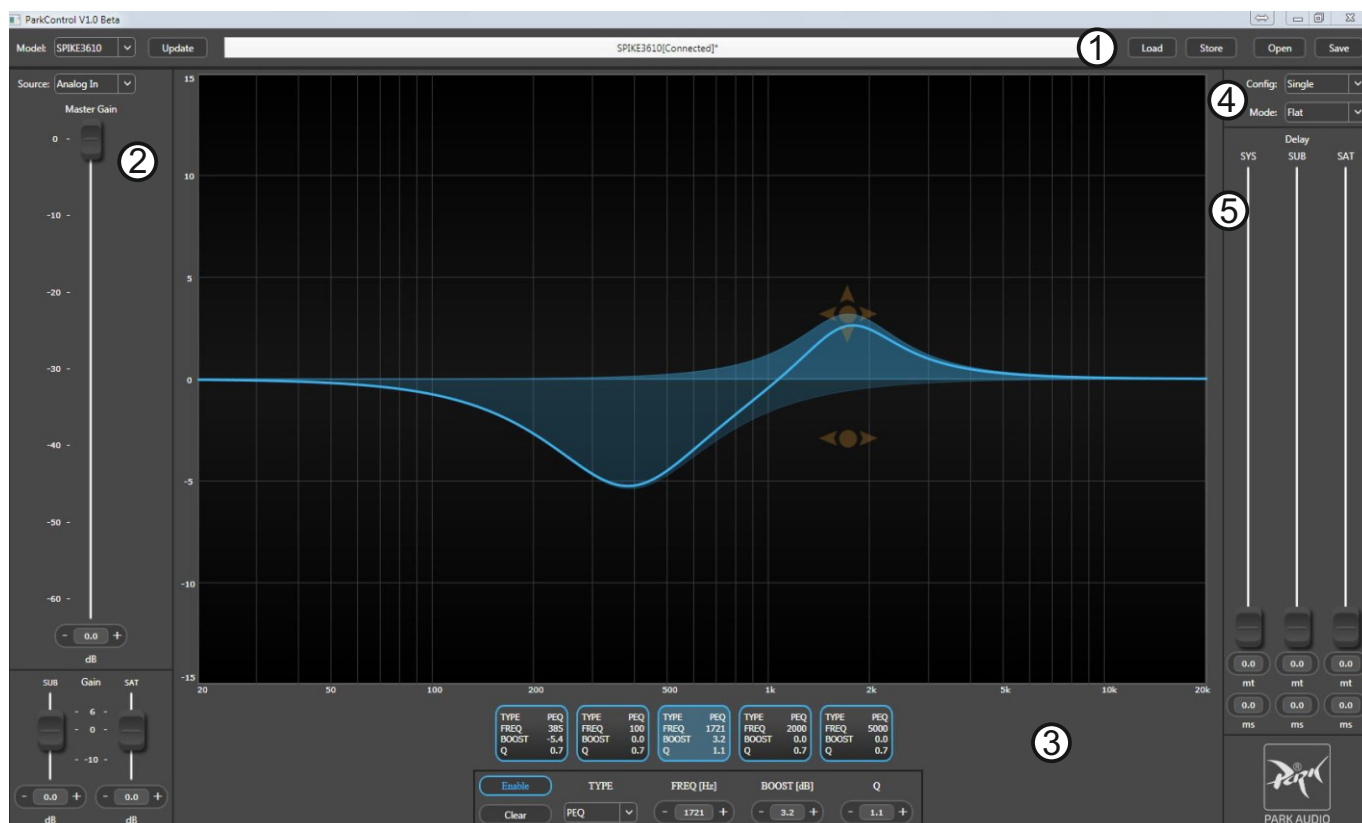 ParkControl V1.0 Beta
Model: SPIKE3610 Update SPIKE3610[Connected]* 1 Load Store Open Save
Source: Analog In
Master Gain
2
0 -
-10 -
-20 -
-30 -
-40 -
-50 -
-60 -
- 0.0 +
dB
SUB Gain SAT
- 6 -
- 0 -
- -10 -
- 0.0 + - 0.0 +
dB dB
15
10
5
0
-5
-10
-15
20 50 100 200 500 1k 2k 5k 10k 20k
TYPE PEQ TYPE PEQ TYPE PEQ TYPE PEQ TYPE PEQ
FREQ 385 FREQ 100 FREQ 1721 FREQ 2000 FREQ 5000
BOOST -5.4 BOOST 0.0 BOOST 3.2 BOOST 0.0 BOOST 0.0
Q 0.7 Q 0.7 Q 1.1 Q 0.7 Q 0.7
3
Enable TYPE FREQ [Hz] BOOST [dB] Q
Clear PEQ - 1721 + - 3.2 + - 1.1 +
4
Config: Single
Mode: Flat
Delay
SYS SUB SAT
5
0.0 0.0 0.0
mt mt mt
0.0 0.0 0.0
ms ms ms
PARK ®
PARK AUDIO